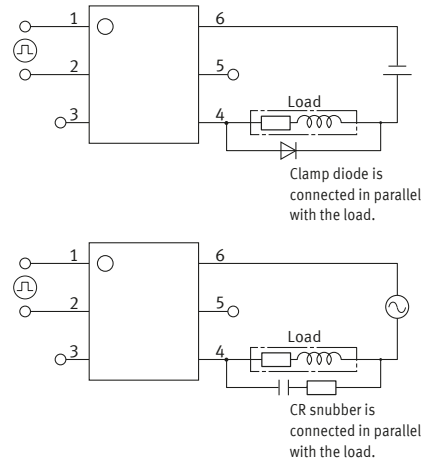 1
6
2
5
Load
3
4
Clamp diode is
connected in parallel
with the load.
1
6
2
5
Load
3
4
CR snubber is
connected in parallel
with the load.